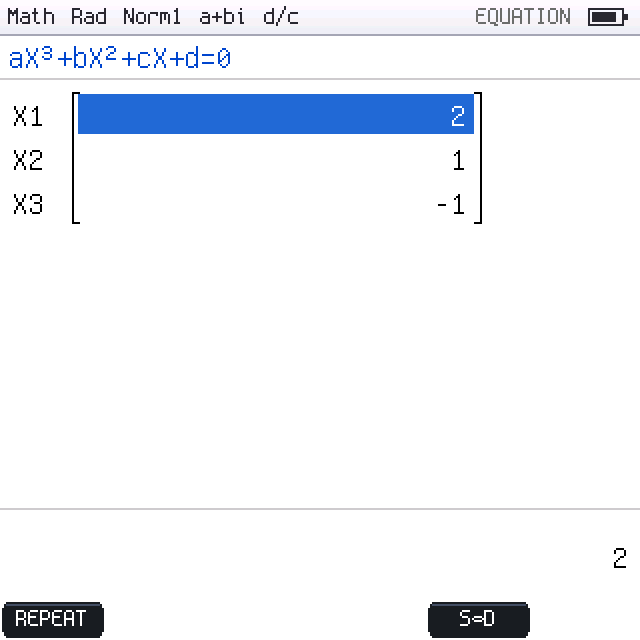 Math Rad Norm1 a+bi d/c EQUATION
aX³+bX²+cX+d=0
X1 2
X2 1
X3 -1
2
REPEAT S⇔D